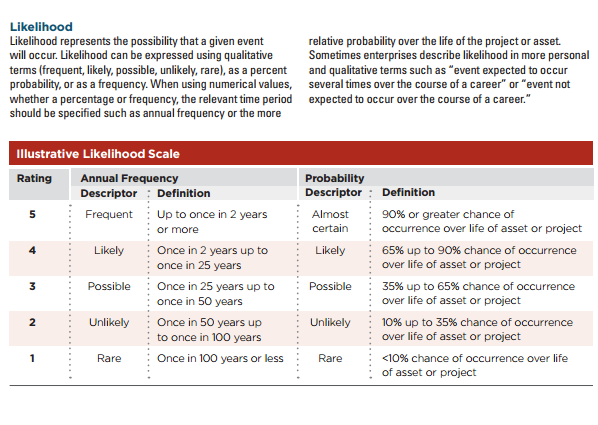 Likelihood
Likelihood represents the possibility that a given event
will occur. Likelihood can be expressed using qualitative
terms (frequent, likely, possible, unlikely, rare), as a percent
probability, or as a frequency. When using numerical values,
whether a percentage or frequency, the relevant time period
should be specified such as annual frequency or the more
relative probability over the life of the project or asset.
Sometimes enterprises describe likelihood in more personal
and qualitative terms such as “event expected to occur
several times over the course of a career” or “event not
expected to occur over the course of a career.”
Illustrative Likelihood Scale
Rating Annual Frequency Probability
Descriptor Definition Descriptor Definition
5 Frequent Up to once in 2 years or more Almost certain 90% or greater chance of occurrence over life of asset or project
4 Likely Once in 2 years up to once in 25 years Likely 65% up to 90% chance of occurrence over life of asset or project
3 Possible Once in 25 years up to once in 50 years Possible 35% up to 65% chance of occurrence over life of asset or project
2 Unlikely Once in 50 years up to once in 100 years Unlikely 10% up to 35% chance of occurrence over life of asset or project
1 Rare Once in 100 years or less Rare <10% chance of occurrence over life of asset or project